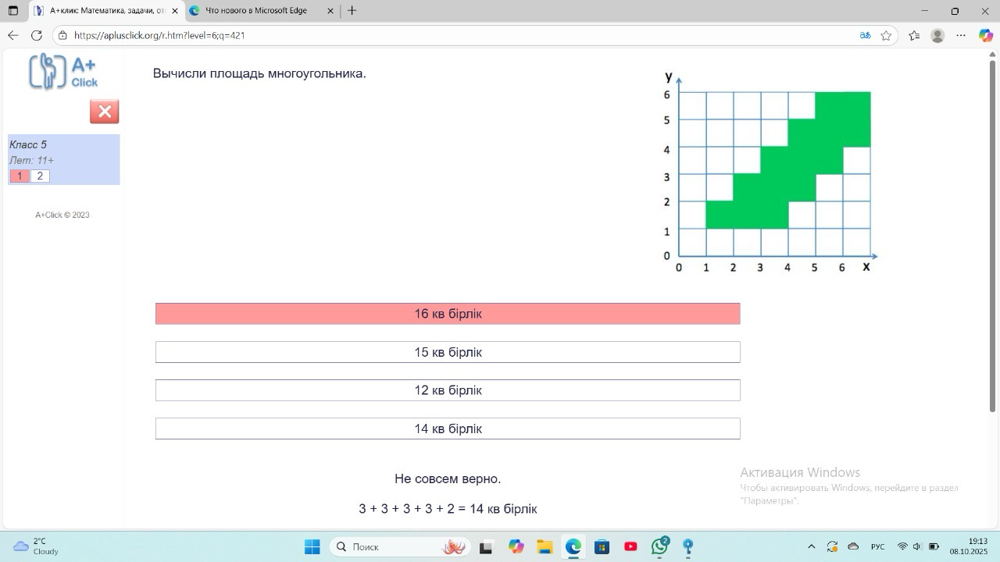 А+клик: Математика, задачи, от
Что нового в Microsoft Edge
https://aplusclick.org/r.htm?level=6;q=421
A+
Click
Класс 5
Лет: 11+
1 2
A+Click © 2023
Вычисли площадь многоугольника.
y
6
5
4
3
2
1
0
0 1 2 3 4 5 6 x
16 кв бірлік
15 кв бірлік
12 кв бірлік
14 кв бірлік
Не совсем верно.
3 + 3 + 3 + 3 + 2 = 14 кв бірлік
Активация Windows
Чтобы активировать Windows, перейдите в раздел
"Параметры".
2°C
Cloudy
Поиск
2
РУС
19:13
08.10.2025